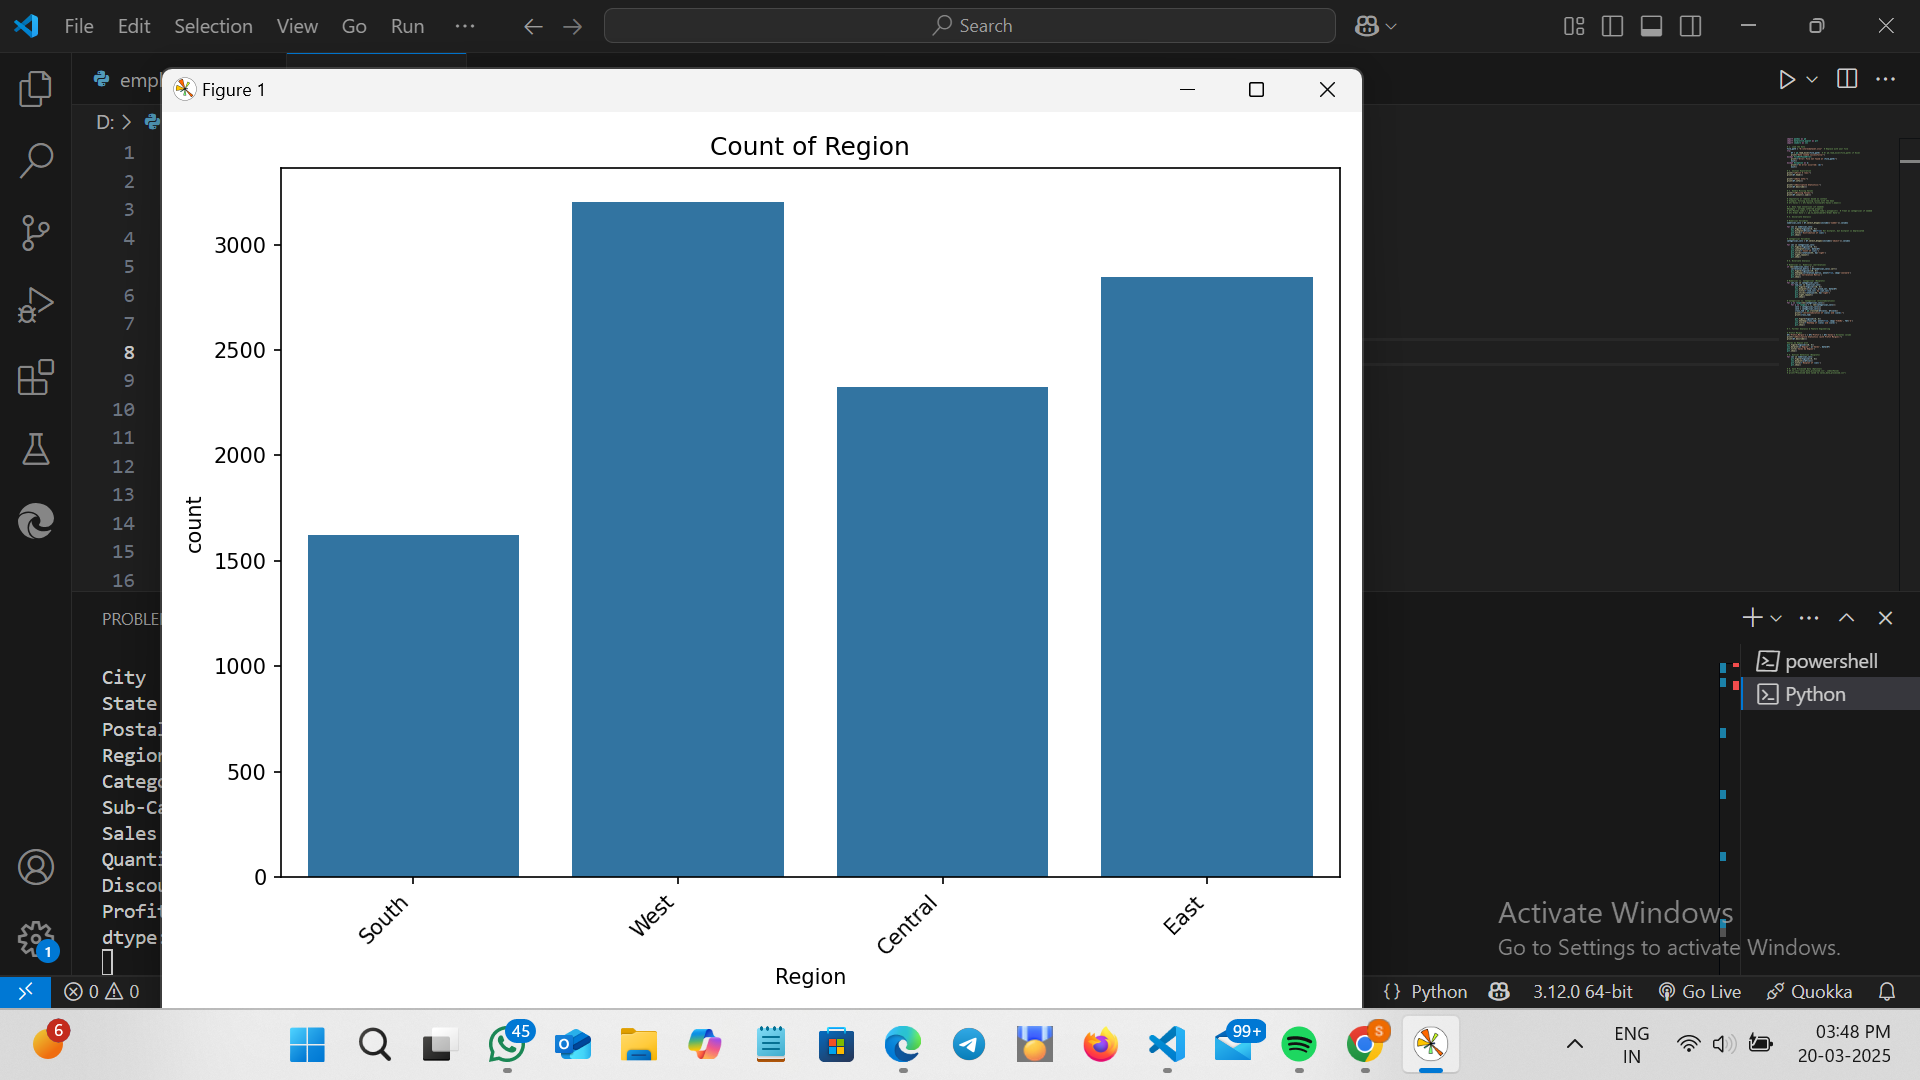 File Edit Selection View Go Run
Search
empl
D:
Figure 1
Count of Region
3000
2500
2000
1500
1000
500
0
count
South
West
Central
East
Region
1
2
3
4
5
6
7
8
9
10
11
12
13
14
15
16
PROBLE
City
State
Postal
Region
Catego
Sub-Ca
Sales
Quanti
Discou
Profit
dtype:
powershell
Python
Activate Windows
Go to Settings to activate Windows.
1
0 0
{} Python 3.12.0 64-bit Go Live Quokka
6
45
99+
S
ENG
IN
03:48 PM
20-03-2025